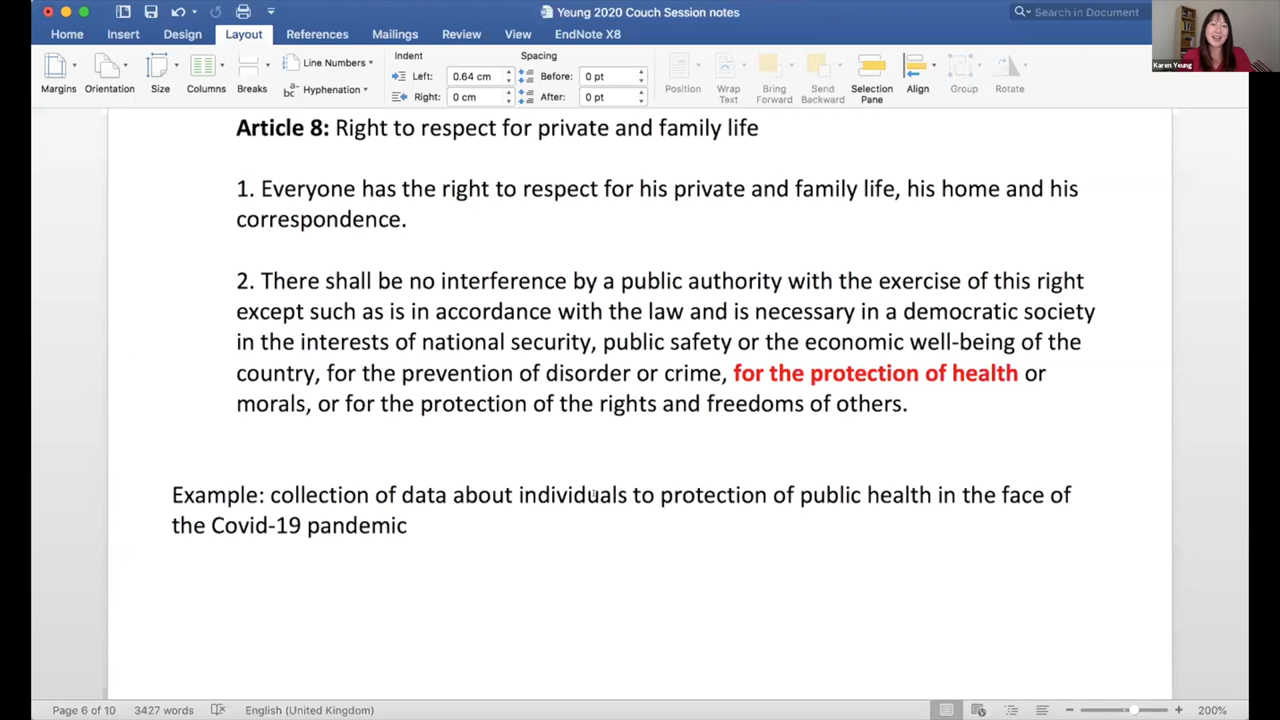 Yeung 2020 Couch Session notes
Search in Document
Home Insert Design Layout References Mailings Review View EndNote X8
Margins Orientation Size Columns Breaks
Line Numbers
Hyphenation
Indent
Left: 0.64 cm
Right: 0 cm
Spacing
Before: 0 pt
After: 0 pt
Position Wrap Text Bring Forward Send Backward Selection Pane Align Group Rotate
Karen Yeung
Article 8: Right to respect for private and family life
1. Everyone has the right to respect for his private and family life, his home and his
correspondence.
2. There shall be no interference by a public authority with the exercise of this right
except such as is in accordance with the law and is necessary in a democratic society
in the interests of national security, public safety or the economic well-being of the
country, for the prevention of disorder or crime, for the protection of health or
morals, or for the protection of the rights and freedoms of others.
Example: collection of data about individuals to protection of public health in the face of
the Covid-19 pandemic
Page 6 of 10 3427 words English (United Kingdom) 200%